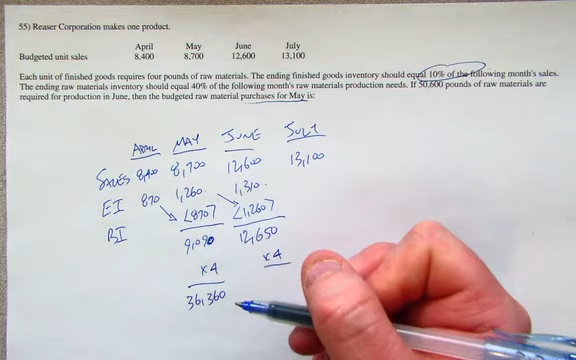 55) Reaser Corporation makes one product.
April May June July
Budgeted unit sales 8,400 8,700 12,600 13,100
Each unit of finished goods requires four pounds of raw materials. The ending finished goods inventory should equal 10% of the following month's sales.
The ending raw materials inventory should equal 40% of the following month's raw materials production needs. If 50,600 pounds of raw materials are
required for production in June, then the budgeted raw material purchases for May is:
APRIL MAY JUNE JULY
SALES 8,400 8,700 12,600 13,100
EI 870 1,260 1,310
BI <870> <1,260>
9,090 12,650
x4 x4
36,360